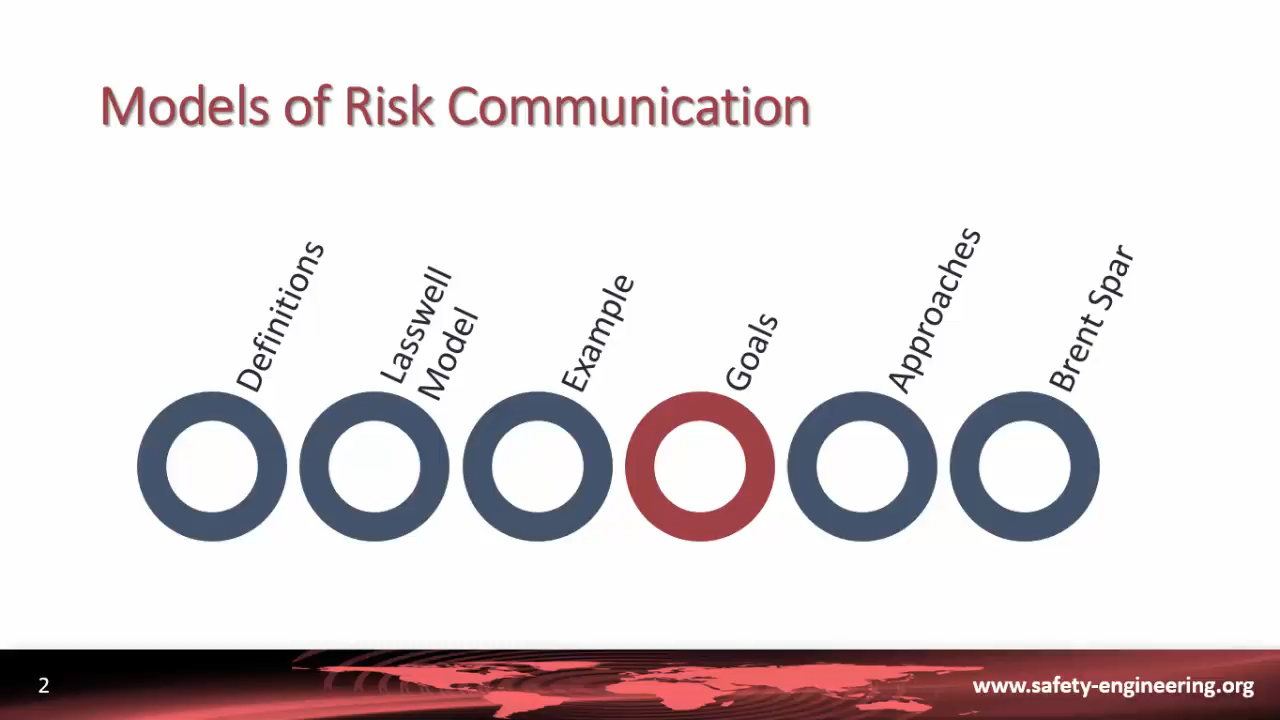 Models of Risk Communication
Definitions
Lasswell
Model
Example
Goals
Approaches
Brent Spar
2
www.safety-engineering.org